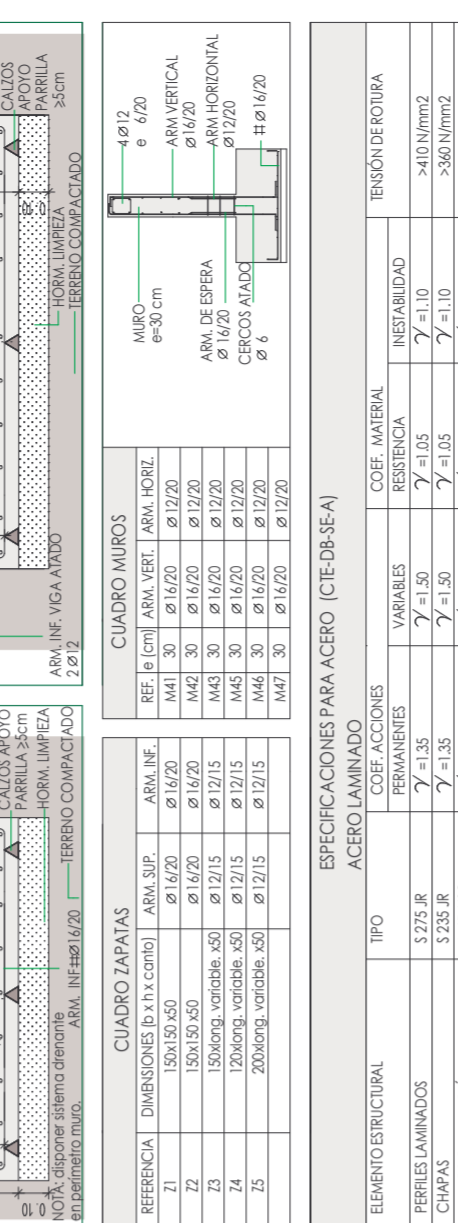 0.10
NOTA: disponer sistema drenante
en perímetro muro.
ARM. INF⌗Ø16/20
CALZOS APOYO
PARRILLA ≥5cm
HORM. LIMPIEZA
TERRENO COMPACTADO
ARM. INF. VIGA ATADO
2Ø12
HORM. LIMPIEZA
TERRENO COMPACTADO
CALZOS
APOYO
PARRILLA
≥5cm
CUADRO ZAPATAS
REFERENCIA DIMENSIONES (b x h x canto) ARM. SUP. ARM. INF.
Z1 150x150 x50 Ø16/20 Ø16/20
Z2 150x150 x50 Ø16/20 Ø16/20
Z3 150xlong. variable. x50 Ø12/15 Ø12/15
Z4 120xlong. variable. x50 Ø12/15 Ø12/15
Z5 200xlong. variable. x50 Ø12/15 Ø12/15
CUADRO MUROS
REF. e (cm) ARM. VERT. ARM. HORIZ.
M41 30 Ø16/20 Ø12/20
M42 30 Ø16/20 Ø12/20
M43 30 Ø16/20 Ø12/20
M45 30 Ø16/20 Ø12/20
M46 30 Ø16/20 Ø12/20
M47 30 Ø16/20 Ø12/20
MURO
e=30 cm
ARM. DE ESPERA
Ø 16/20
CERCOS ATADO
Ø 6
4Ø12
e 6/20
ARM VERTICAL
Ø16/20
ARM HORIZONTAL
Ø12/20
⌗Ø16/20
ESPECIFICACIONES PARA ACERO (CTE-DB-SE-A)
ACERO LAMINADO
ELEMENTO ESTRUCTURAL TIPO COEF. ACCIONES COEF. MATERIAL TENSIÓN DE ROTURA
PERMANENTES VARIABLES RESISTENCIA INESTABILIDAD
PERFILES LAMINADOS S 275 JR γ =1.35 γ =1.50 γ =1.05 γ =1.10 >410 N/mm2
CHAPAS S 235 JR γ =1.35 γ =1.50 γ =1.05 γ =1.10 >360 N/mm2